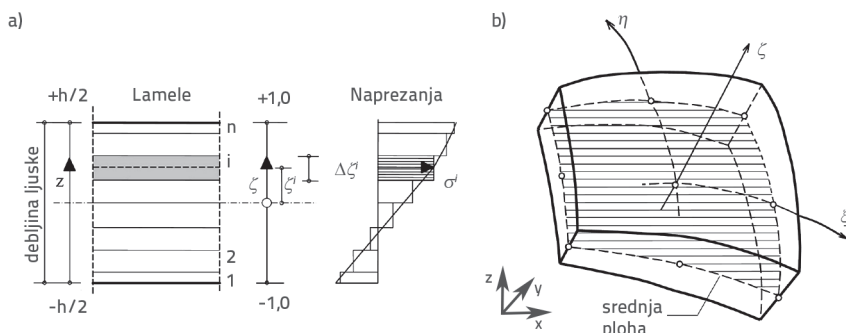 a)
+h/2
Lamele
+1,0
Naprezanja
n
i
z
ζ
ζⁱ
Δζⁱ
σⁱ
debljina ljuske
2
1
-h/2
-1,0
b)
η
ζ
ξ
z
y
x
srednja
ploha